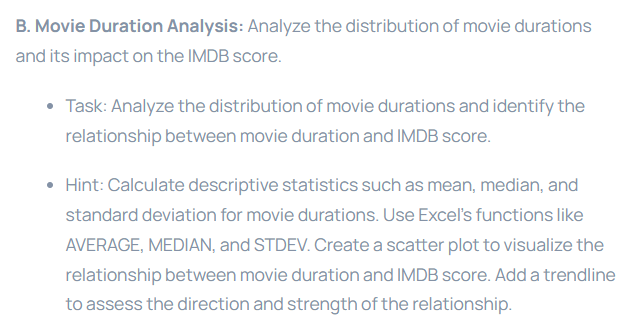 B. Movie Duration Analysis: Analyze the distribution of movie durations
and its impact on the IMDB score.
• Task: Analyze the distribution of movie durations and identify the
relationship between movie duration and IMDB score.
• Hint: Calculate descriptive statistics such as mean, median, and
standard deviation for movie durations. Use Excel's functions like
AVERAGE, MEDIAN, and STDEV. Create a scatter plot to visualize the
relationship between movie duration and IMDB score. Add a trendline
to assess the direction and strength of the relationship.